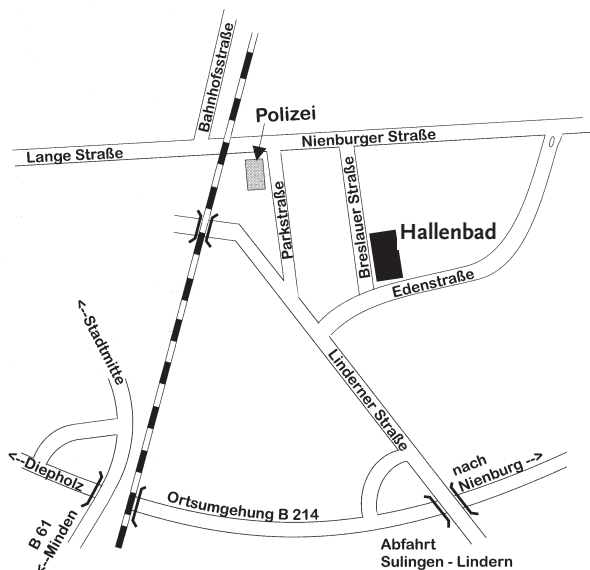 Bahnhofsstraße
Polizei
Lange Straße
Nienburger Straße
Parkstraße
Breslauer Straße
Hallenbad
Edenstraße
<--Stadtmitte
Linderner Straße
<--Diepholz
nach
Nienburg -->
Ortsumgehung B 214
B 61
<--Minden
Abfahrt
Sulingen - Lindern